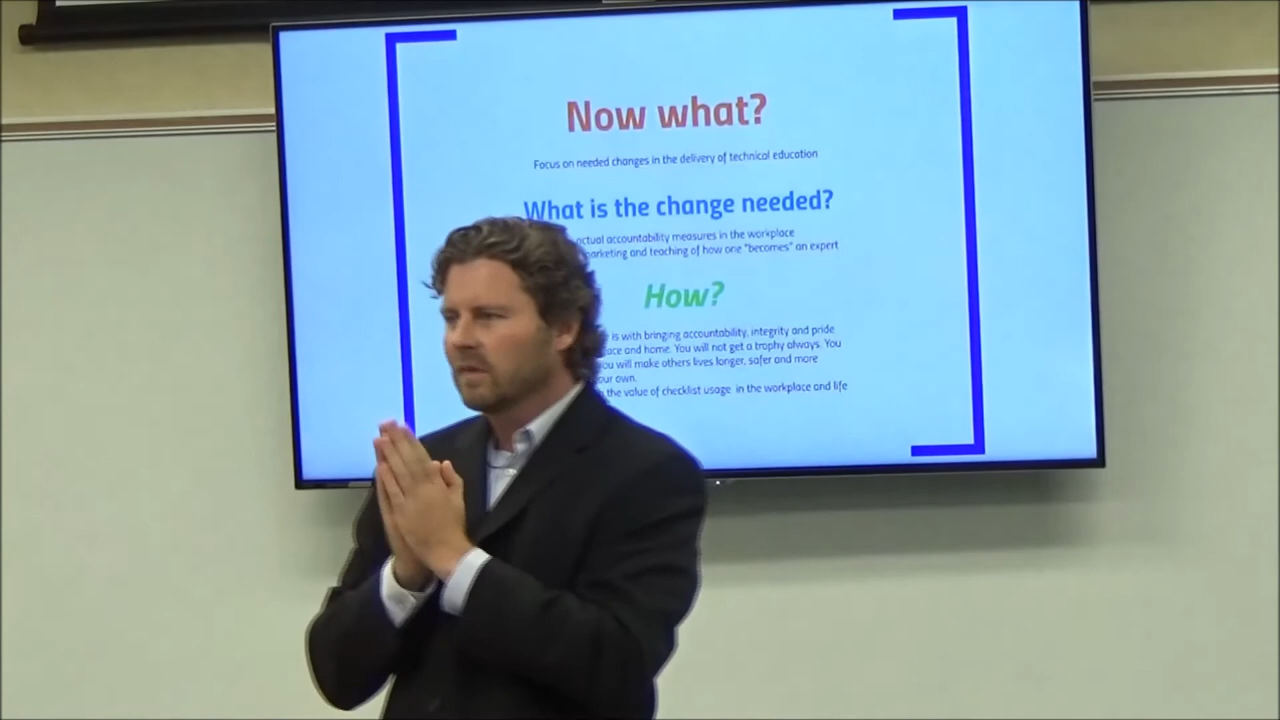 Now what?
Focus on needed changes in the delivery of technical education
What is the change needed?
actual accountability measures in the workplace
marketing and teaching of how one "becomes" an expert
How?
is with bringing accountability, integrity and pride
and home. You will not get a trophy always. You
you will make others lives longer, safer and more
your own.
the value of checklist usage in the workplace and life